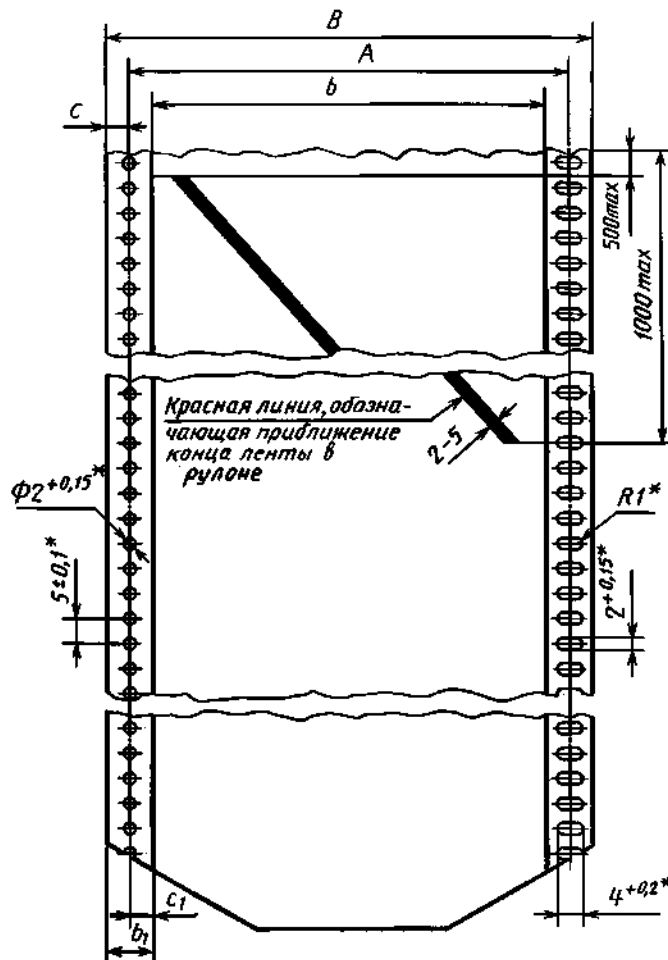 B
A
b
C
500max
1000max
Красная линия, обозна-
чающая приближение
конца ленты в
рулоне
2-5
Ф2+0,15*
R1*
5±0,1*
2+0,15*
4+0,2*
c1
b1